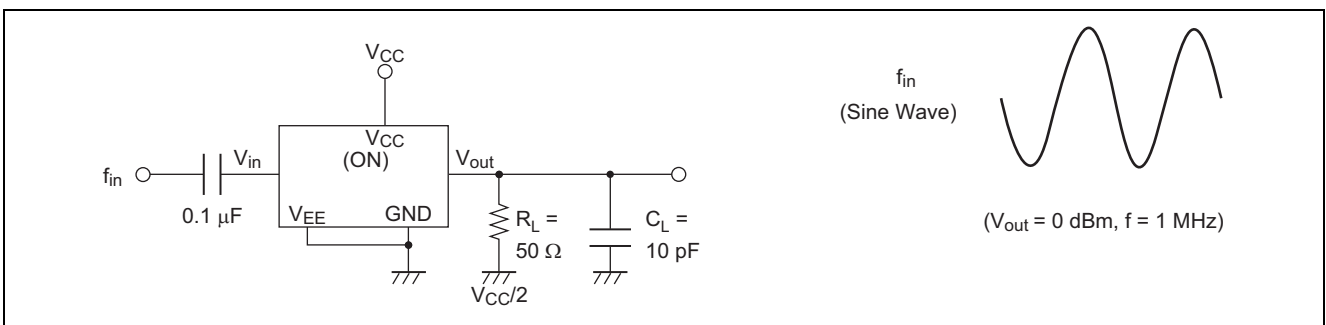 VCC
VCC
(ON)
fin
Vin
Vout
0.1 μF
VEE
GND
RL =
50 Ω
CL =
10 pF
VCC/2
fin
(Sine Wave)
(Vout = 0 dBm, f = 1 MHz)